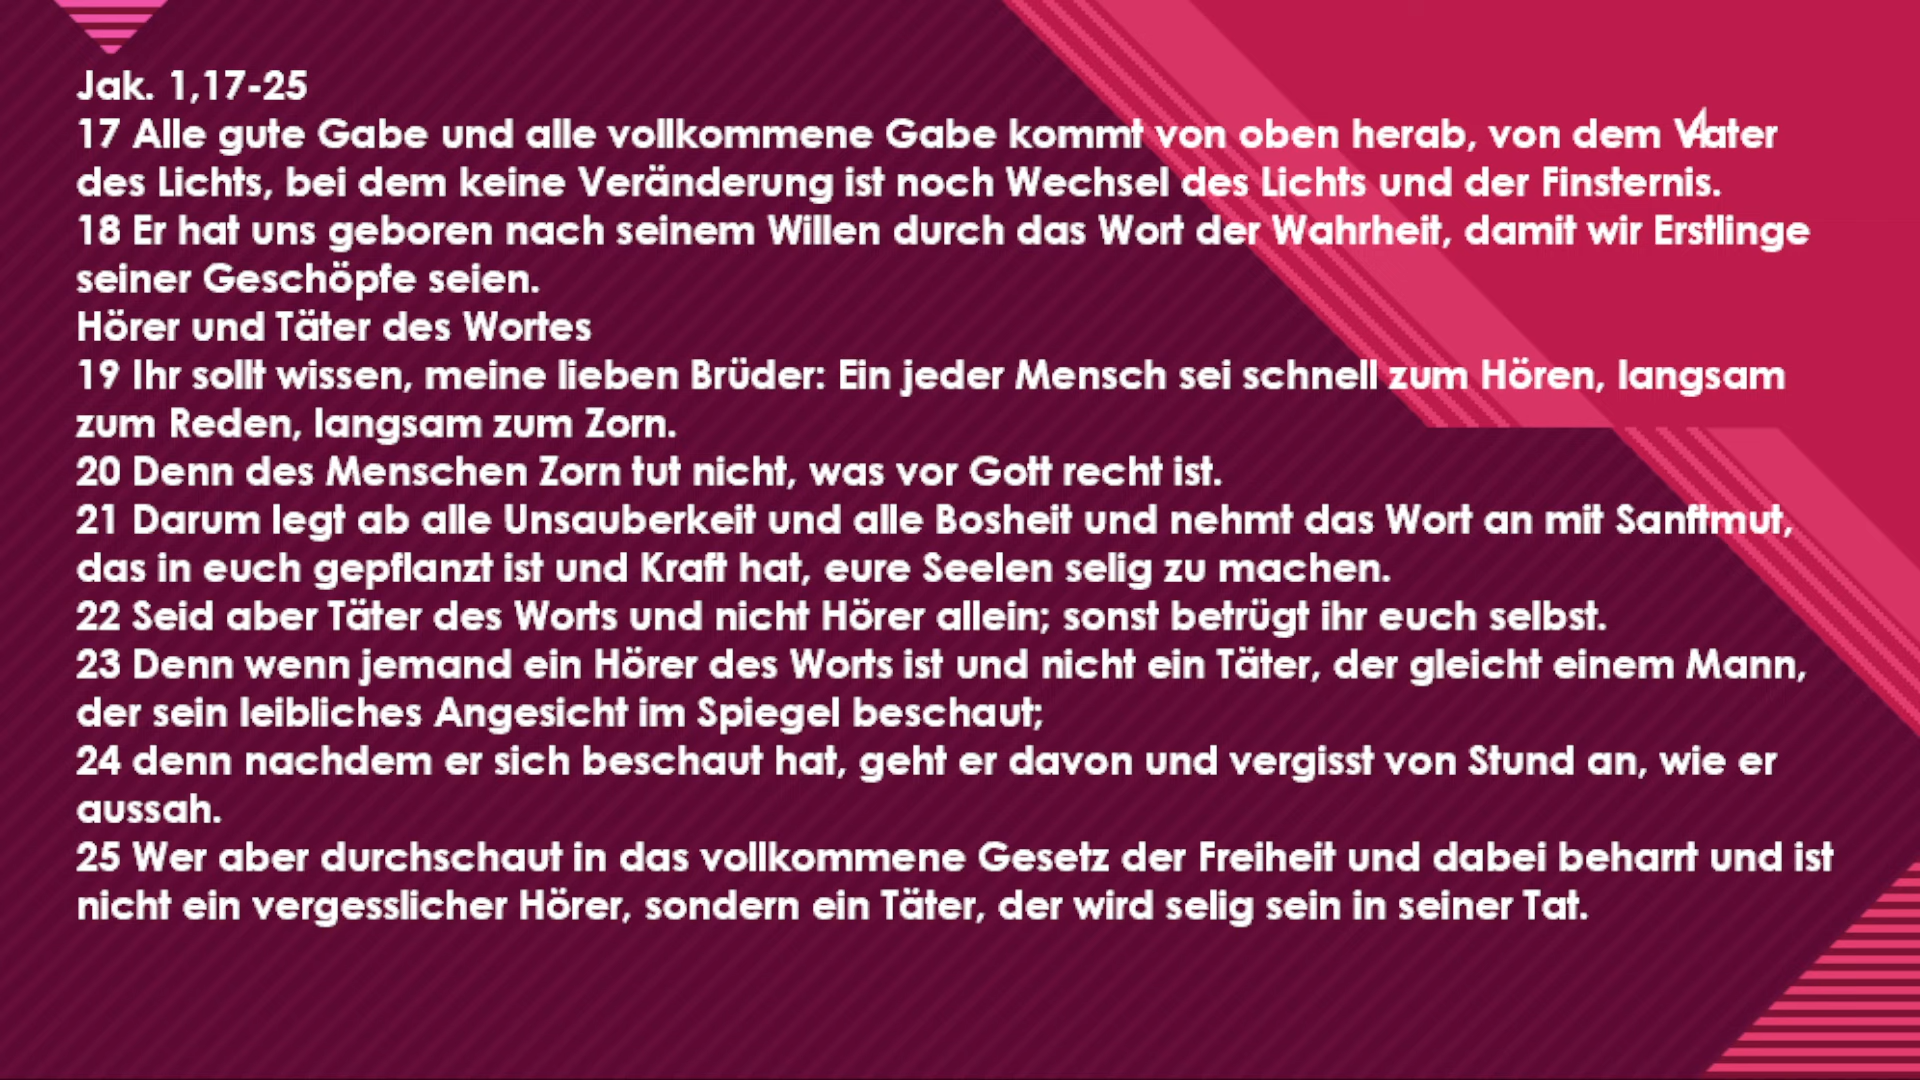 Jak. 1,17-25
17 Alle gute Gabe und alle vollkommene Gabe kommt von oben herab, von dem Vater
des Lichts, bei dem keine Veränderung ist noch Wechsel des Lichts und der Finsternis.
18 Er hat uns geboren nach seinem Willen durch das Wort der Wahrheit, damit wir Erstlinge
seiner Geschöpfe seien.
Hörer und Täter des Wortes
19 Ihr sollt wissen, meine lieben Brüder: Ein jeder Mensch sei schnell zum Hören, langsam
zum Reden, langsam zum Zorn.
20 Denn des Menschen Zorn tut nicht, was vor Gott recht ist.
21 Darum legt ab alle Unsauberkeit und alle Bosheit und nehmt das Wort an mit Sanftmut,
das in euch gepflanzt ist und Kraft hat, eure Seelen selig zu machen.
22 Seid aber Täter des Worts und nicht Hörer allein; sonst betrügt ihr euch selbst.
23 Denn wenn jemand ein Hörer des Worts ist und nicht ein Täter, der gleicht einem Mann,
der sein leibliches Angesicht im Spiegel beschaut;
24 denn nachdem er sich beschaut hat, geht er davon und vergisst von Stund an, wie er
aussah.
25 Wer aber durchschaut in das vollkommene Gesetz der Freiheit und dabei beharrt und ist
nicht ein vergesslicher Hörer, sondern ein Täter, der wird selig sein in seiner Tat.